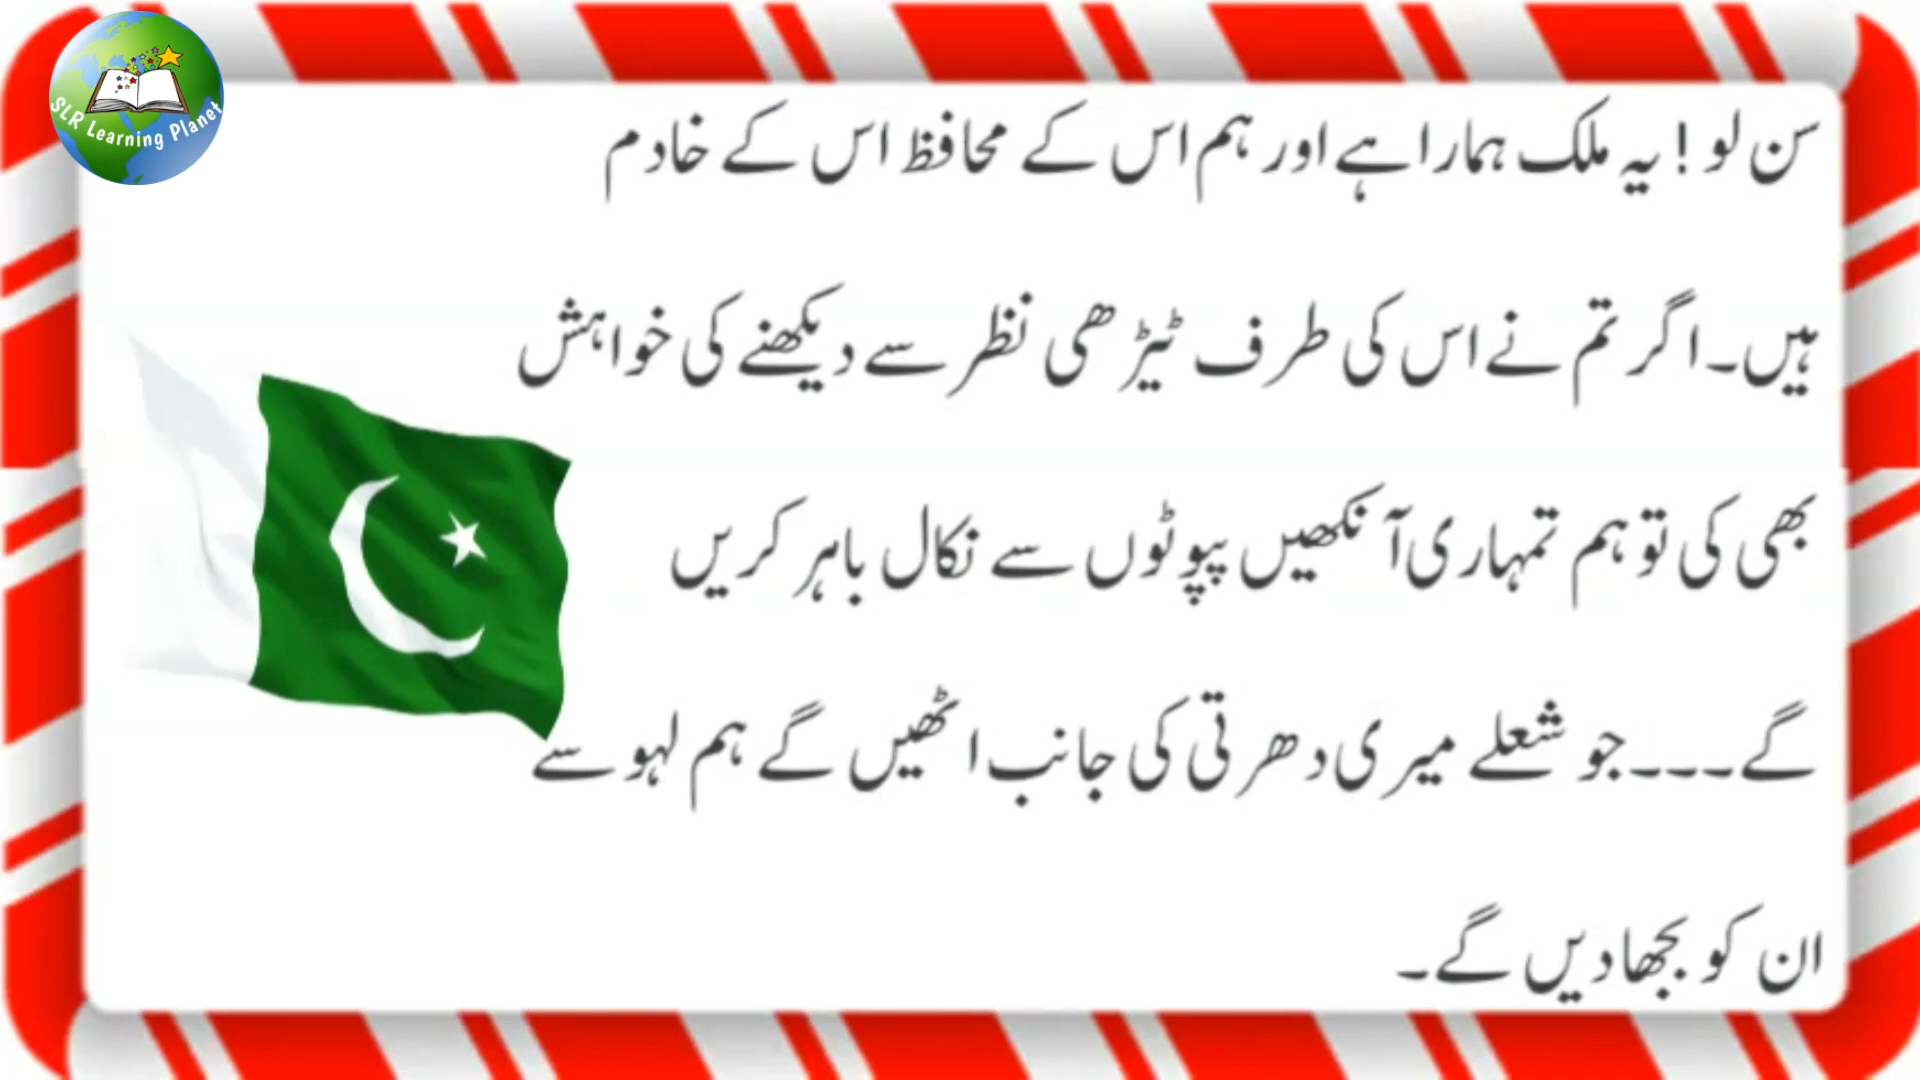 SLR Learning Planet
سن لو ! یہ ملک ہمارا ہے اور ہم اس کے محافظ اس کے خادم
ہیں۔ اگر تم نے اس کی طرف ٹیڑھی نظر سے دیکھنے کی خواہش
بھی کی تو ہم تمہاری آنکھیں پپوٹوں سے نکال باہر کریں
گے۔۔۔جو شعلے میری دھرتی کی جانب اٹھیں گے ہم لہو سے
ان کو بجھا دیں گے۔